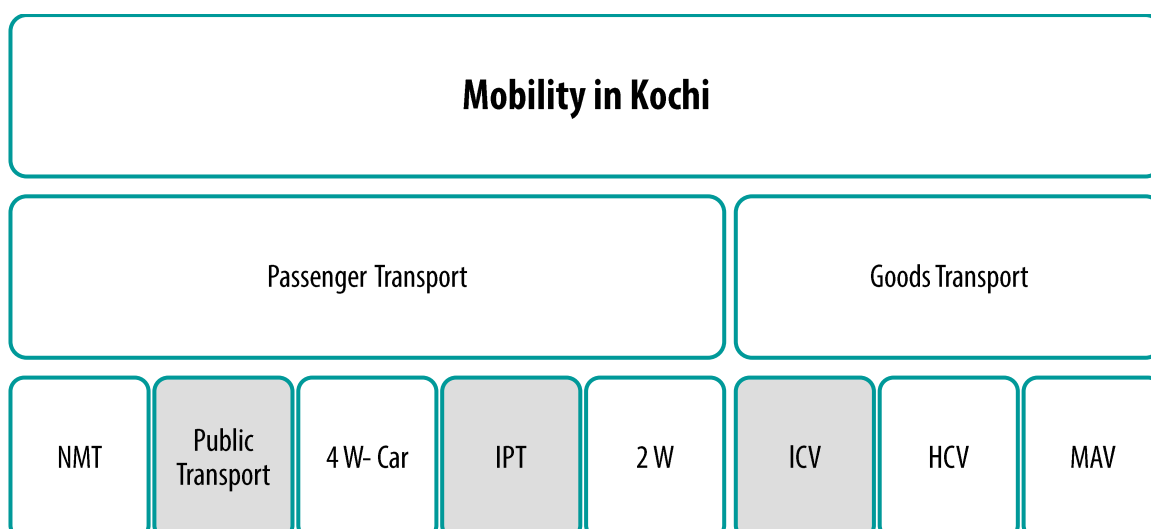 Mobility in Kochi
Passenger Transport
Goods Transport
NMT
Public
Transport
4 W- Car
IPT
2 W
ICV
HCV
MAV